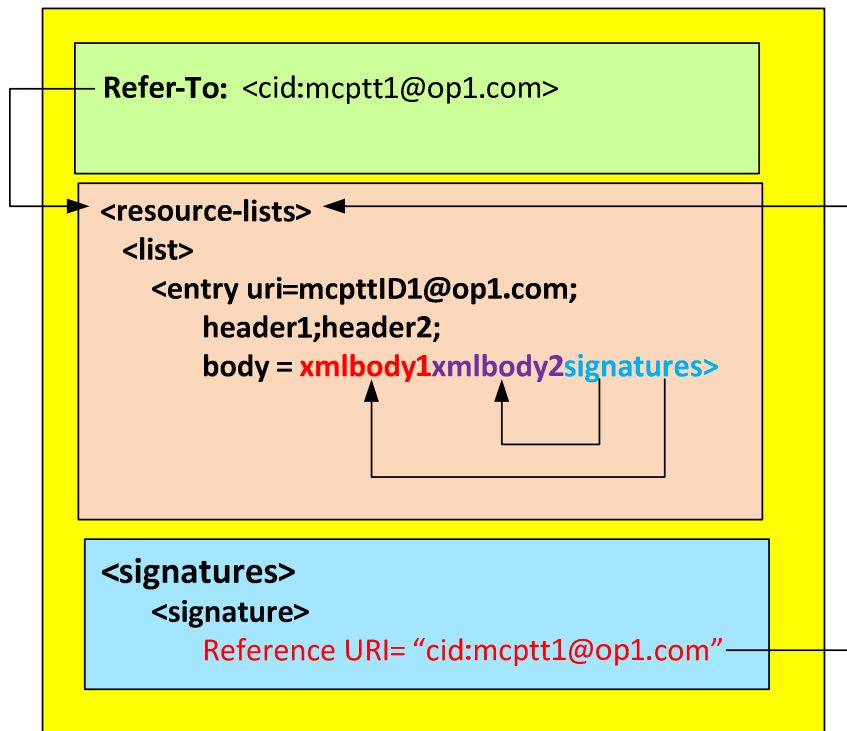 Refer-To: <cid:mcptt1@op1.com>
<resource-lists>
<list>
<entry uri=mcpttID1@op1.com;
header1;header2;
body = xmlbody1xmlbody2signatures>
<signatures>
<signature>
Reference URI= “cid:mcptt1@op1.com”